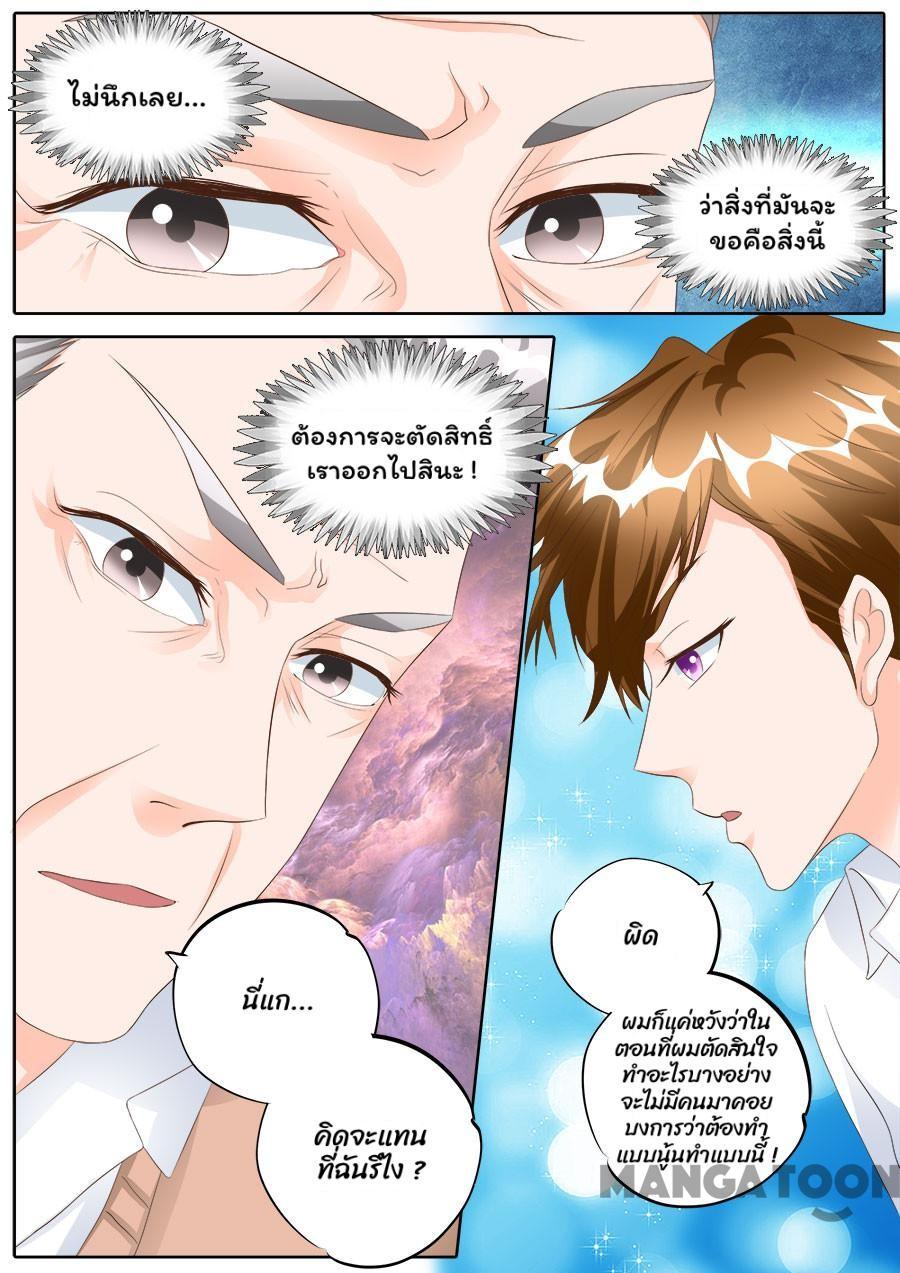 ไม่นึกเลย...
ว่าสิ่งที่มันจะ
ขอคือสิ่งนี้
ต้องการจะตัดสิทธิ์
เราออกไปสินะ !
นี่แก...
คิดจะแทน
ที่ฉันรึไง ?
ผิด
ผมก็แค่หวังว่าใน
ตอนที่ผมตัดสินใจ
ทำอะไรบางอย่าง
จะไม่มีคนมาคอย
บงการว่าต้องทำ
แบบนู้นทำแบบนี้ !
MANGATOON